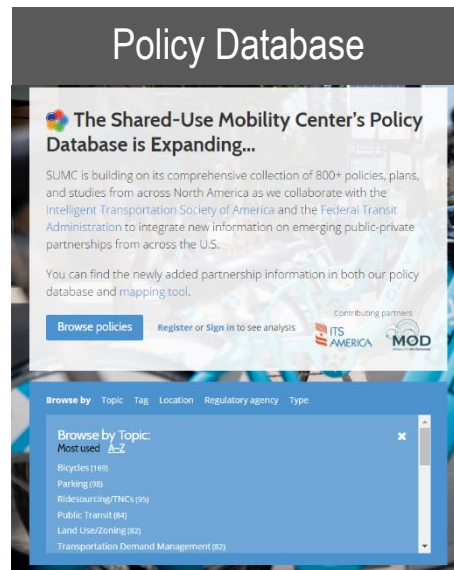 Policy Database
The Shared-Use Mobility Center's Policy
Database is Expanding...
SUMC is building on its comprehensive collection of 800+ policies, plans,
and studies from across North America as we collaborate with the
Intelligent Transportation Society of America and the Federal Transit
Administration to integrate new information on emerging public-private
partnerships from across the U.S.
You can find the newly added partnership information in both our policy
database and mapping tool.
Contributing partners
Browse policies Register or Sign in to see analysis
ITS
AMERICA
MOD
Browse by Topic Tag Location Regulatory agency Type
Browse by Topic:
Most used A-Z
Bicycles (169)
Parking (98)
Ridesourcing/TNCs (95)
Public Transit (84)
Land Use/Zoning (82)
Transportation Demand Management (82)